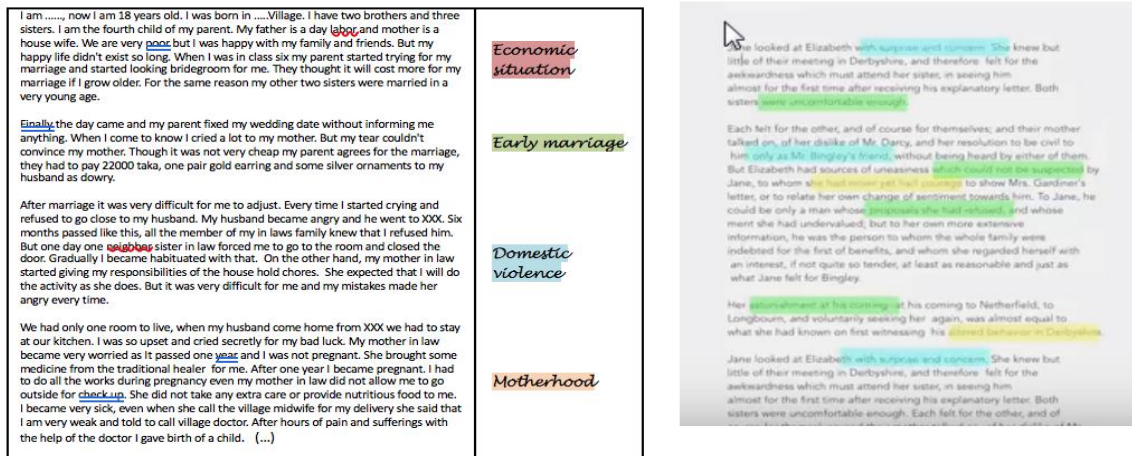 I am ……, now I am 18 years old. I was born in …..Village. I have two brothers and three
sisters. I am the fourth child of my parent. My father is a day labor and mother is a
house wife. We are very poor but I was happy with my family and friends. But my
happy life didn't exist so long. When I was in class six my parent started trying for my
marriage and started looking bridegroom for me. They thought it will cost more for my
marriage if I grow older. For the same reason my other two sisters were married in a
very young age.
Finally the day came and my parent fixed my wedding date without informing me
anything. When I come to know I cried a lot to my mother. But my tear couldn't
convince my mother. Though it was not very cheap my parent agrees for the marriage,
they had to pay 22000 taka, one pair gold earring and some silver ornaments to my
husband as dowry.
After marriage it was very difficult for me to adjust. Every time I started crying and
refused to go close to my husband. My husband became angry and he went to XXX. Six
months passed like this, all the member of my in laws family knew that I refused him.
But one day one neighbor sister in law forced me to go to the room and closed the
door. Gradually I became habituated with that.  On the other hand, my mother in law
started giving my responsibilities of the house hold chores.  She expected that I will do
the activity as she does. But it was very difficult for me and my mistakes made her
angry every time.
We had only one room to live, when my husband come home from XXX we had to stay
at our kitchen. I was so upset and cried secretly for my bad luck. My mother in law
became very worried as It passed one year and I was not pregnant. She brought some
medicine from the traditional healer  for me. After one year I became pregnant. I had
to do all the works during pregnancy even my mother in law did not allow me to go
outside for check up. She did not take any extra care or provide nutritious food to me.
I became very sick, even when she call the village midwife for my delivery she said that
I am very weak and told to call village doctor. After hours of pain and sufferings with
the help of the doctor I gave birth of a child.   (…)
Economic
situation
Early marriage
Domestic
violence
Motherhood
Jane looked at Elizabeth with surprise and concern. She knew but
little of their meeting in Derbyshire, and therefore  felt for the
awkwardness which must attend her sister, in seeing him
almost for the first time after receiving his explanatory letter. Both
sisters were uncomfortable enough.
Each felt for the other, and of course for themselves; and their mother
talked on, of her dislike of Mr. Darcy, and her resolution to be civil to
him only as Mr. Bingley's friend, without being heard by either of them.
But Elizabeth had sources of uneasiness which could not be suspected by
Jane, to whom she had never yet had courage to show Mrs. Gardiner's
letter, or to relate her own change of sentiment towards him. To Jane, he
could be only a man whose proposals she had refused, and whose
merit she had undervalued; but to her own more extensive
information, he was the person to whom the whole family were
indebted for the first of benefits, and whom she regarded herself with
an interest, if not quite so tender, at least as reasonable and just as
what Jane felt for Bingley.
Her astonishment at his coming at his coming to Netherfield, to
Longbourn, and voluntarily seeking her  again, was almost equal to
what she had known on first witnessing  his altered behavior in Derbyshire.
Jane looked at Elizabeth with surprise and concern. She knew but
little of their meeting in Derbyshire, and therefore  felt for the
awkwardness which must attend her sister, in seeing him
almost for the first time after receiving his explanatory letter. Both
sisters were uncomfortable enough. Each felt for the other, and of